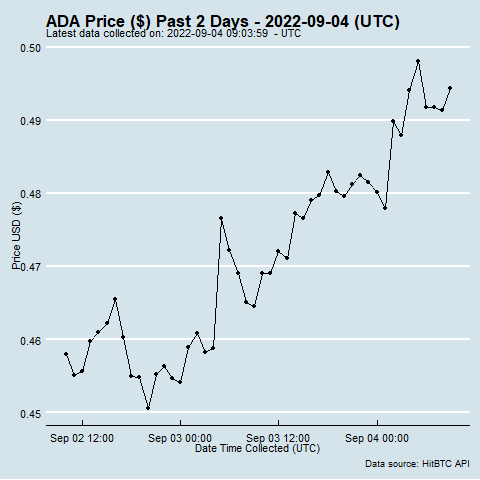 ADA Price ($) Past 2 Days - 2022-09-04 (UTC)
Latest data collected on: 2022-09-04 09:03:59  - UTC
0.50
0.49
0.48
0.47
0.46
0.45
Price USD ($)
Sep 02 12:00
Sep 03 00:00
Sep 03 12:00
Sep 04 00:00
Date Time Collected (UTC)
Data source: HitBTC API